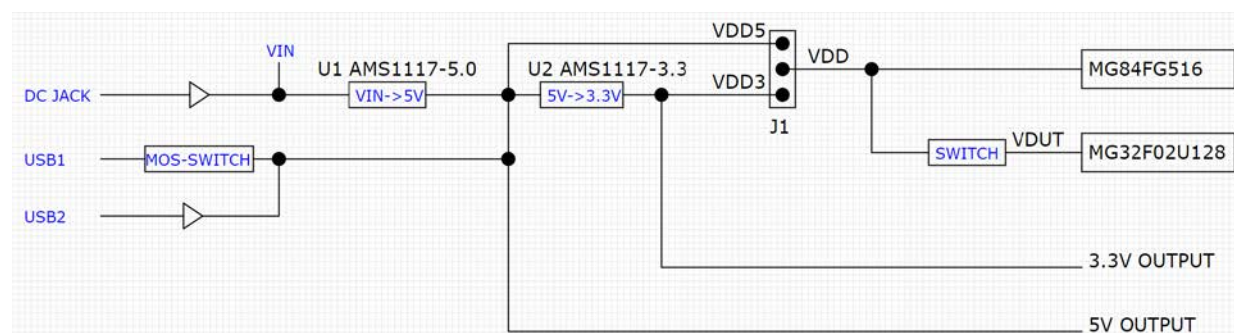 VDD5
VIN
VDD
U1 AMS1117-5.0
U2 AMS1117-3.3
MG84FG516
DC JACK
VIN->5V
5V->3.3V
VDD3
J1
USB1
MOS-SWITCH
SWITCH
VDUT
MG32F02U128
USB2
3.3V OUTPUT
5V OUTPUT